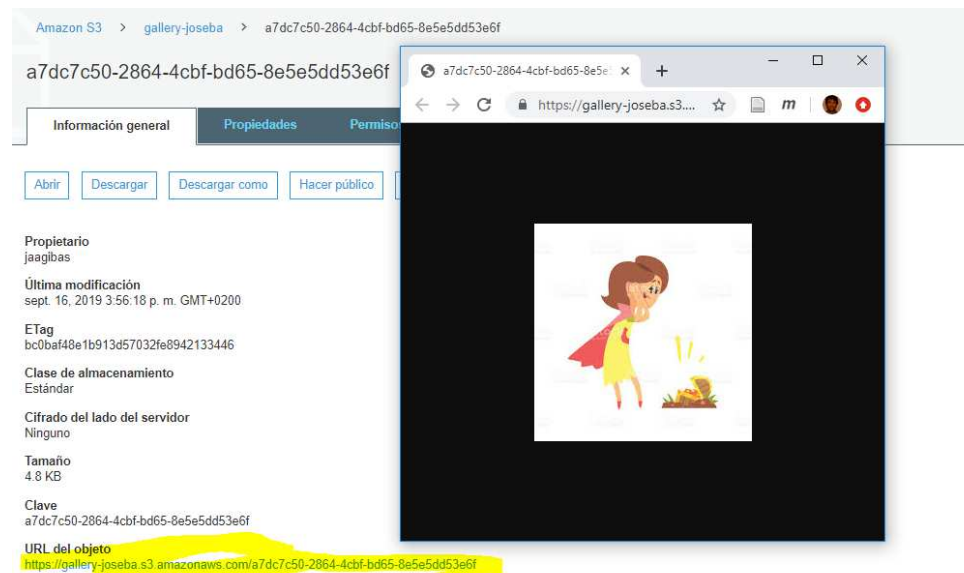 Amazon S3 > gallery-joseba > a7dc7c50-2864-4cbf-bd65-8e5e5dd53e6f
a7dc7c50-2864-4cbf-bd65-8e5e5dd53e6f
Información general Propiedades Permiso
Abrir Descargar Descargar como Hacer público
Propietario
jaagibas
Última modificación
sept. 16, 2019 3:56:18 p. m. GMT+0200
ETag
bc0baf48e1b913d57032fe8942133446
Clase de almacenamiento
Estándar
Cifrado del lado del servidor
Ninguno
Tamaño
4.8 KB
Clave
a7dc7c50-2864-4cbf-bd65-8e5e5dd53e6f
URL del objeto
https://gallery-joseba.s3.amazonaws.com/a7dc7c50-2864-4cbf-bd65-8e5e5dd53e6f
a7dc7c50-2864-4cbf-bd65-8e5e
https://gallery-joseba.s3....
m